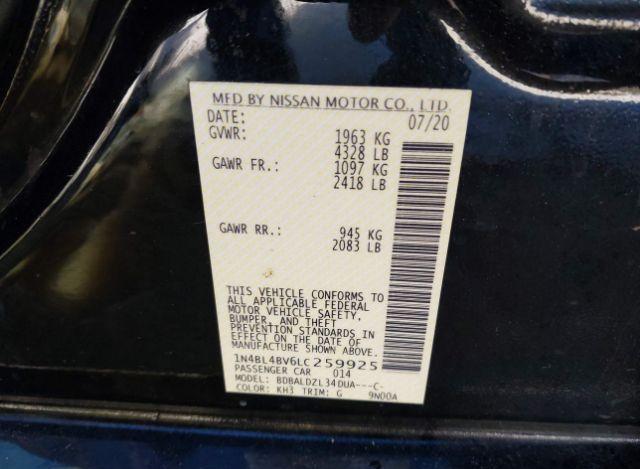 MFD BY NISSAN MOTOR CO., LTD.
DATE: 07/20
GVWR: 1963 KG
4328 LB
GAWR FR.: 1097 KG
2418 LB
GAWR RR.: 945 KG
2083 LB
THIS VEHICLE CONFORMS TO
ALL APPLICABLE FEDERAL
MOTOR VEHICLE SAFETY,
BUMPER, AND THEFT
PREVENTION STANDARDS IN
EFFECT ON THE DATE OF
MANUFACTURE SHOWN ABOVE.
1N4BL4BV6LC259925
PASSENGER CAR 014
MODEL: BDBALDZL34DUA---C-
COLOR: KH3 TRIM: G 9N00A